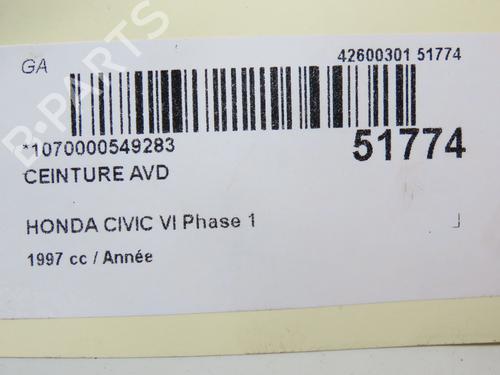 GA
42600301 51774
*1070000549283
51774
CEINTURE AVD
HONDA CIVIC VI Phase 1
1997 cc / Année
B-PARTS